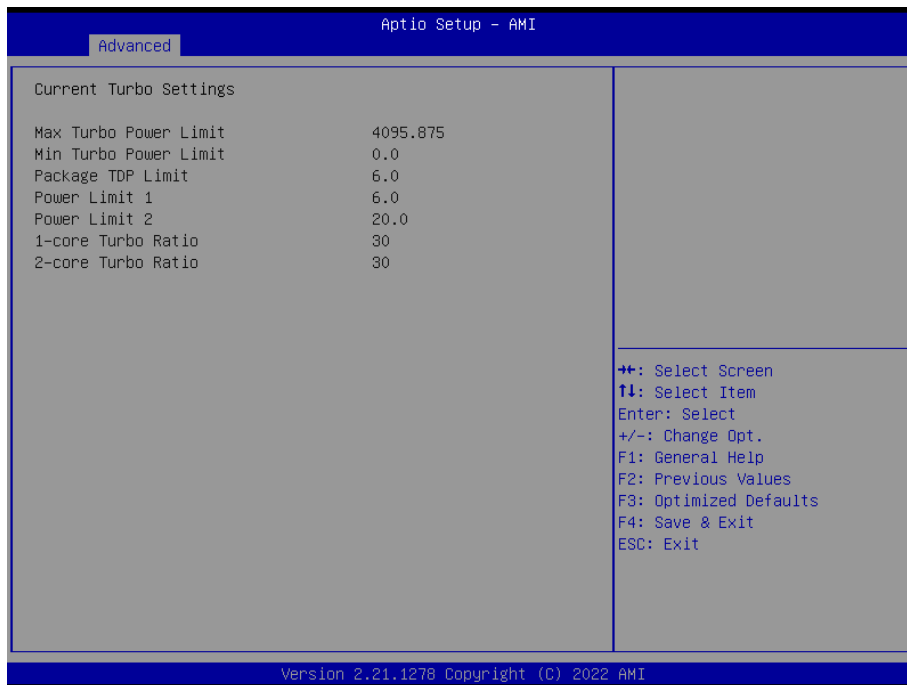 Aptio Setup - AMI
Advanced
Current Turbo Settings
Max Turbo Power Limit 4095.875
Min Turbo Power Limit 0.0
Package TDP Limit 6.0
Power Limit 1 6.0
Power Limit 2 20.0
1-core Turbo Ratio 30
2-core Turbo Ratio 30
→←: Select Screen
↑↓: Select Item
Enter: Select
+/-: Change Opt.
F1: General Help
F2: Previous Values
F3: Optimized Defaults
F4: Save & Exit
ESC: Exit
Version 2.21.1278 Copyright (C) 2022 AMI